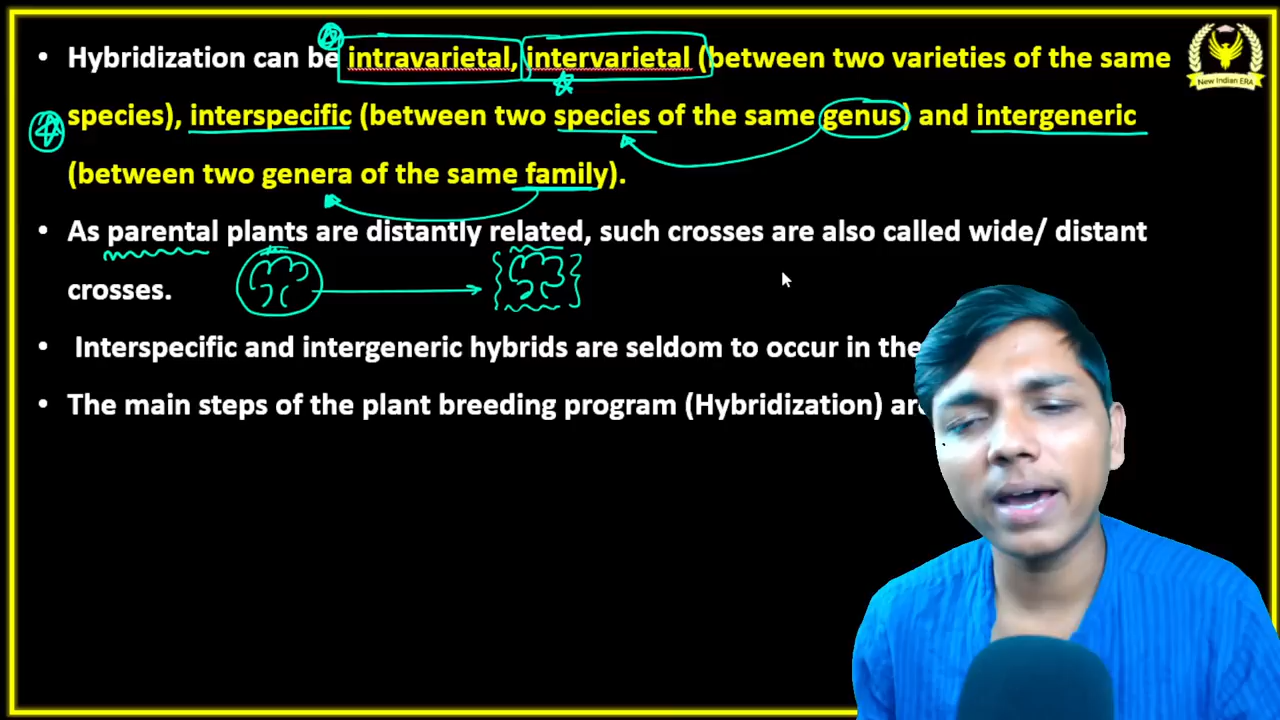 • Hybridization can be intravarietal, intervarietal (between two varieties of the same
species), interspecific (between two species of the same genus) and intergeneric
(between two genera of the same family).
• As parental plants are distantly related, such crosses are also called wide/ distant
crosses.
• Interspecific and intergeneric hybrids are seldom to occur in the
• The main steps of the plant breeding program (Hybridization) are
New Indian ERA